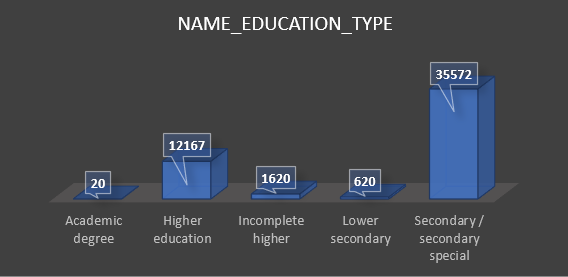 NAME_EDUCATION_TYPE
35572
12167
20
1620
620
Academic
degree
Higher
education
Incomplete
higher
Lower
secondary
Secondary /
secondary
special